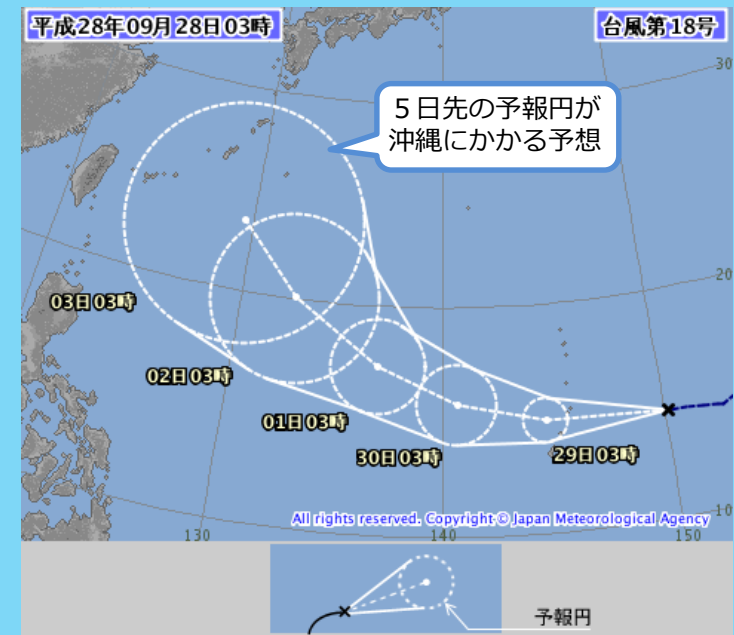 平成28年09月28日03時
台風第18号
30
５日先の予報円が
沖縄にかかる予想
20
03日03時
02日03時
01日03時
30日03時
29日03時
10
All rights reserved. Copyright © Japan Meteorological Agency
130
140
150
予報円